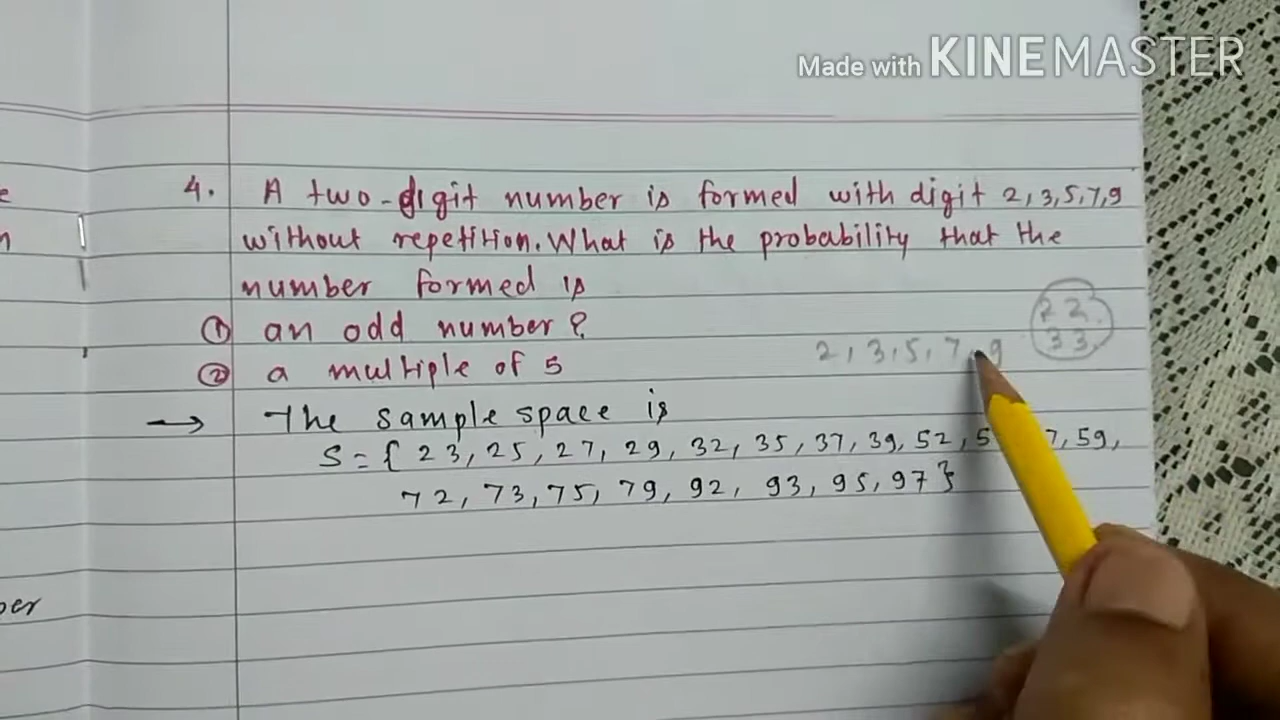 Made with KINEMASTER
e
4. A two-digit number is formed with digit 2,3,5,7,9
without repetition. What is the probability that the
number formed is
① an odd number?
22
33
② a multiple of 5
2,3,5,7,9
→ The sample space is
S = { 23, 25, 27, 29, 32, 35, 37, 39, 52, 5 7, 59,
72, 73, 75, 79, 92, 93, 95, 97 }